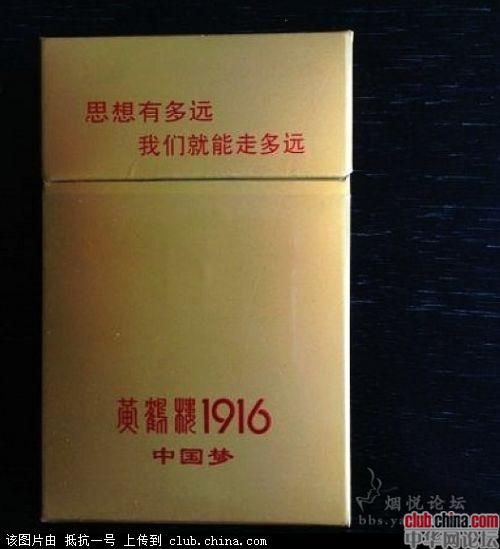 思想有多远
我们就能走多远
黄鹤楼1916
中国梦
烟悦论坛
bbs.ya
club.china.com
中华网论坛
该图片由 抵抗一号 上传到 club.china.com